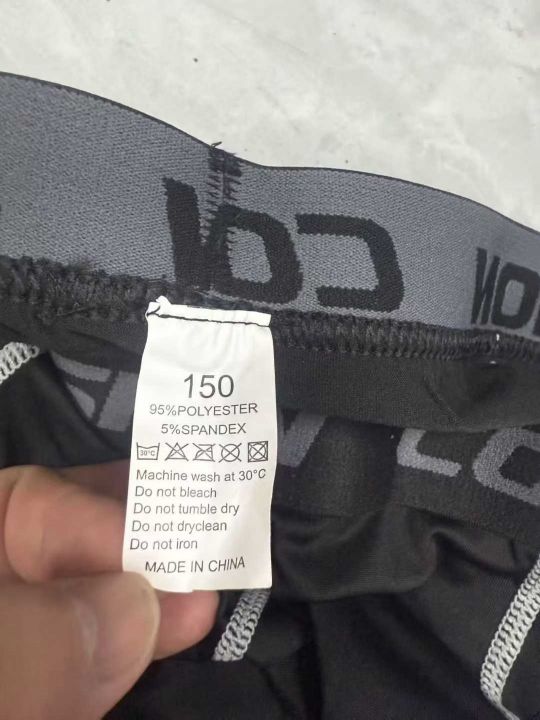 150
95%POLYESTER
5%SPANDEX
30°C
Machine wash at 30°C
Do not bleach
Do not tumble dry
Do not dryclean
Do not iron
MADE IN CHINA